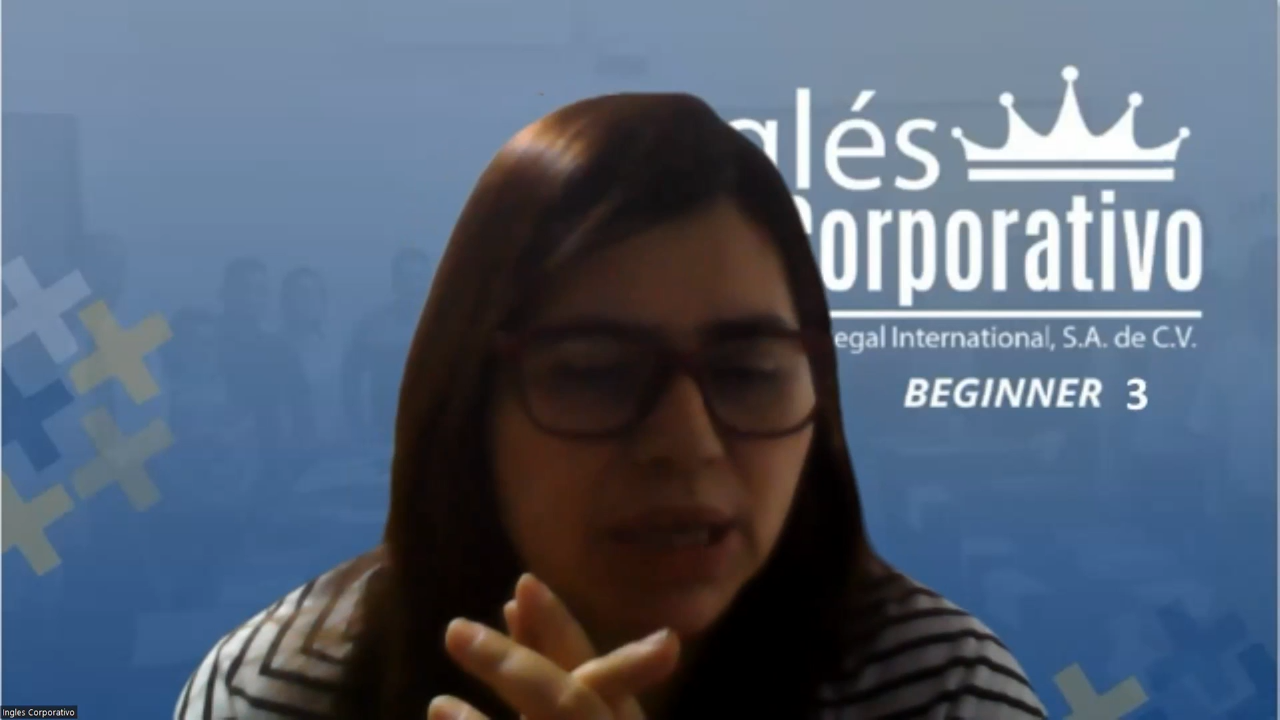 glés
Corporativo
egal International, S.A. de C.V.
BEGINNER 3
Ingles Corporativo